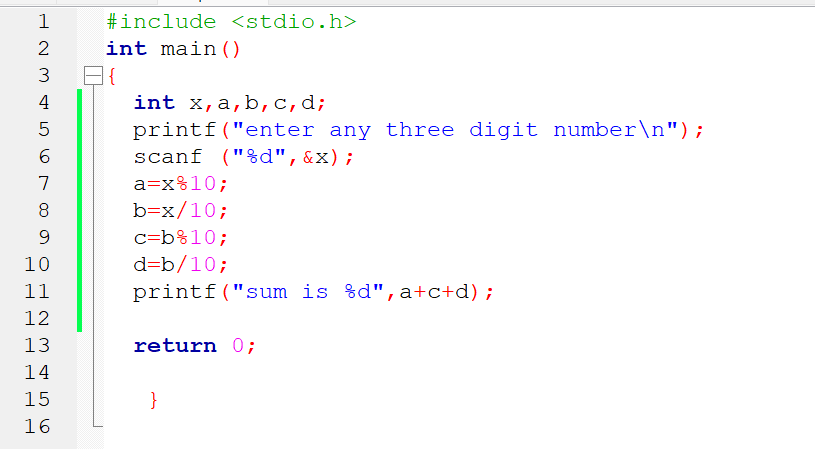 1 #include <stdio.h>
2 int main()
3 {
4 int x,a,b,c,d;
5 printf("enter any three digit number\n");
6 scanf ("%d",&x);
7 a=x%10;
8 b=x/10;
9 c=b%10;
10 d=b/10;
11 printf("sum is %d",a+c+d);
12
13 return 0;
14
15 }
16